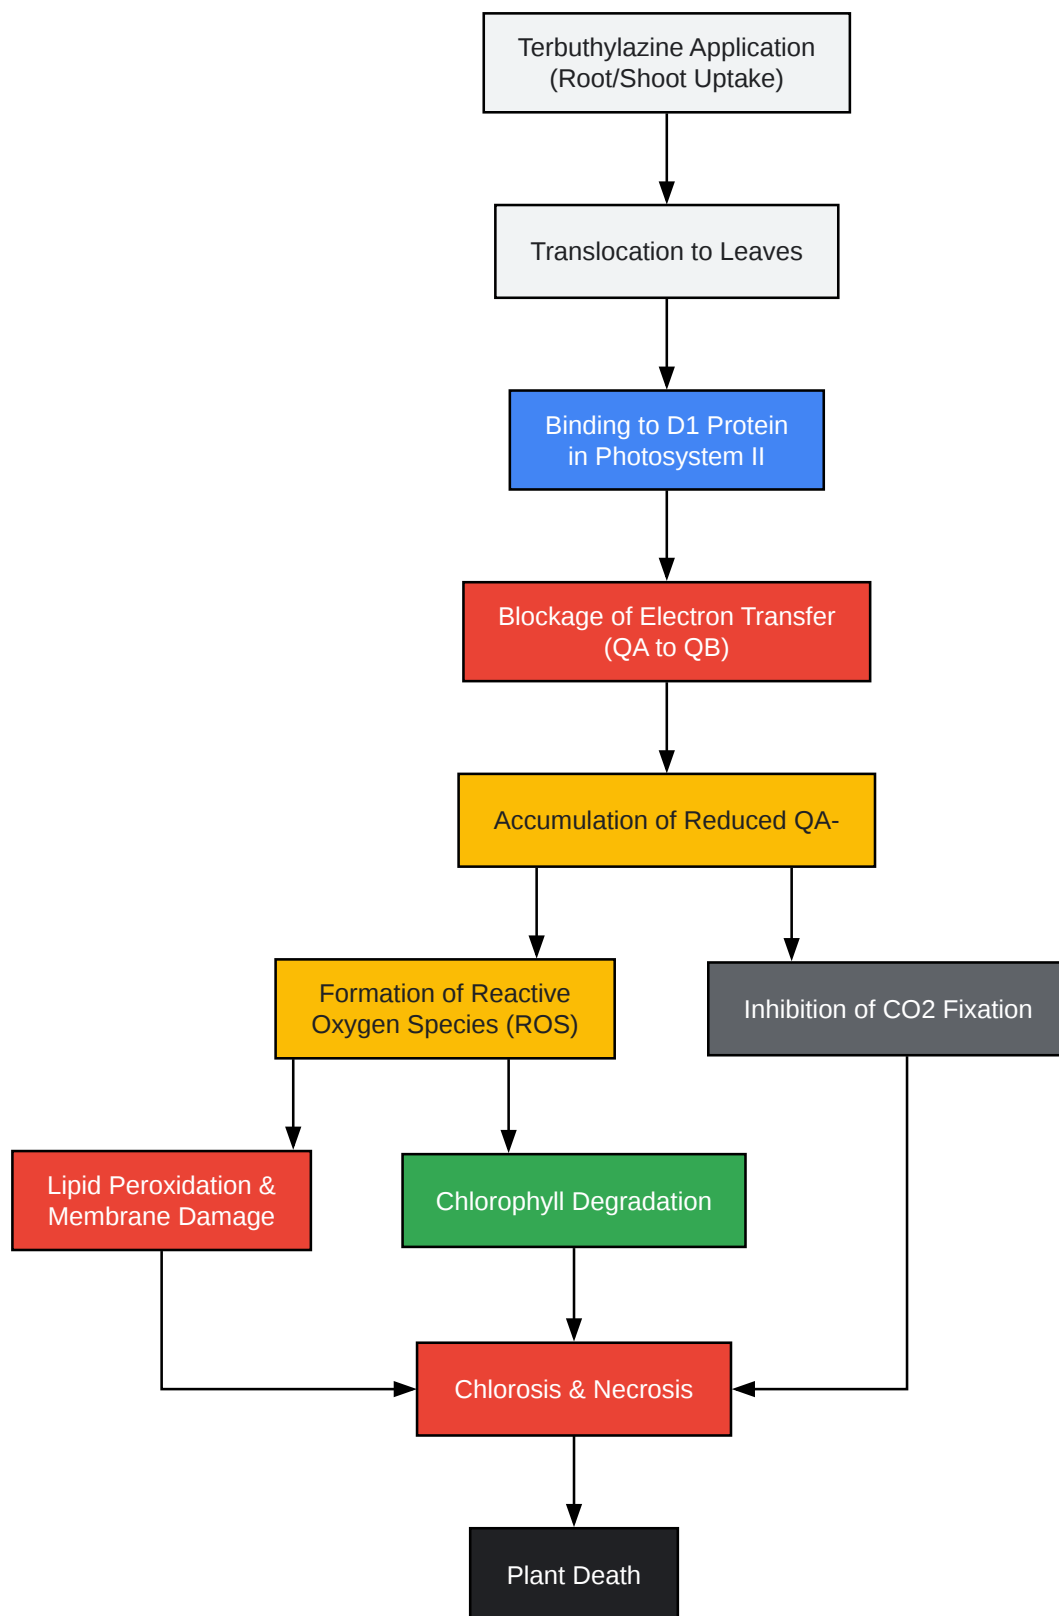 Terbuthylazine Application
(Root/Shoot Uptake)
Translocation to Leaves
Binding to D1 Protein
in Photosystem II
Blockage of Electron Transfer
(QA to QB)
Accumulation of Reduced QA-
Formation of Reactive
Oxygen Species (ROS)
Inhibition of CO2 Fixation
Lipid Peroxidation &
Membrane Damage
Chlorophyll Degradation
Chlorosis & Necrosis
Plant Death